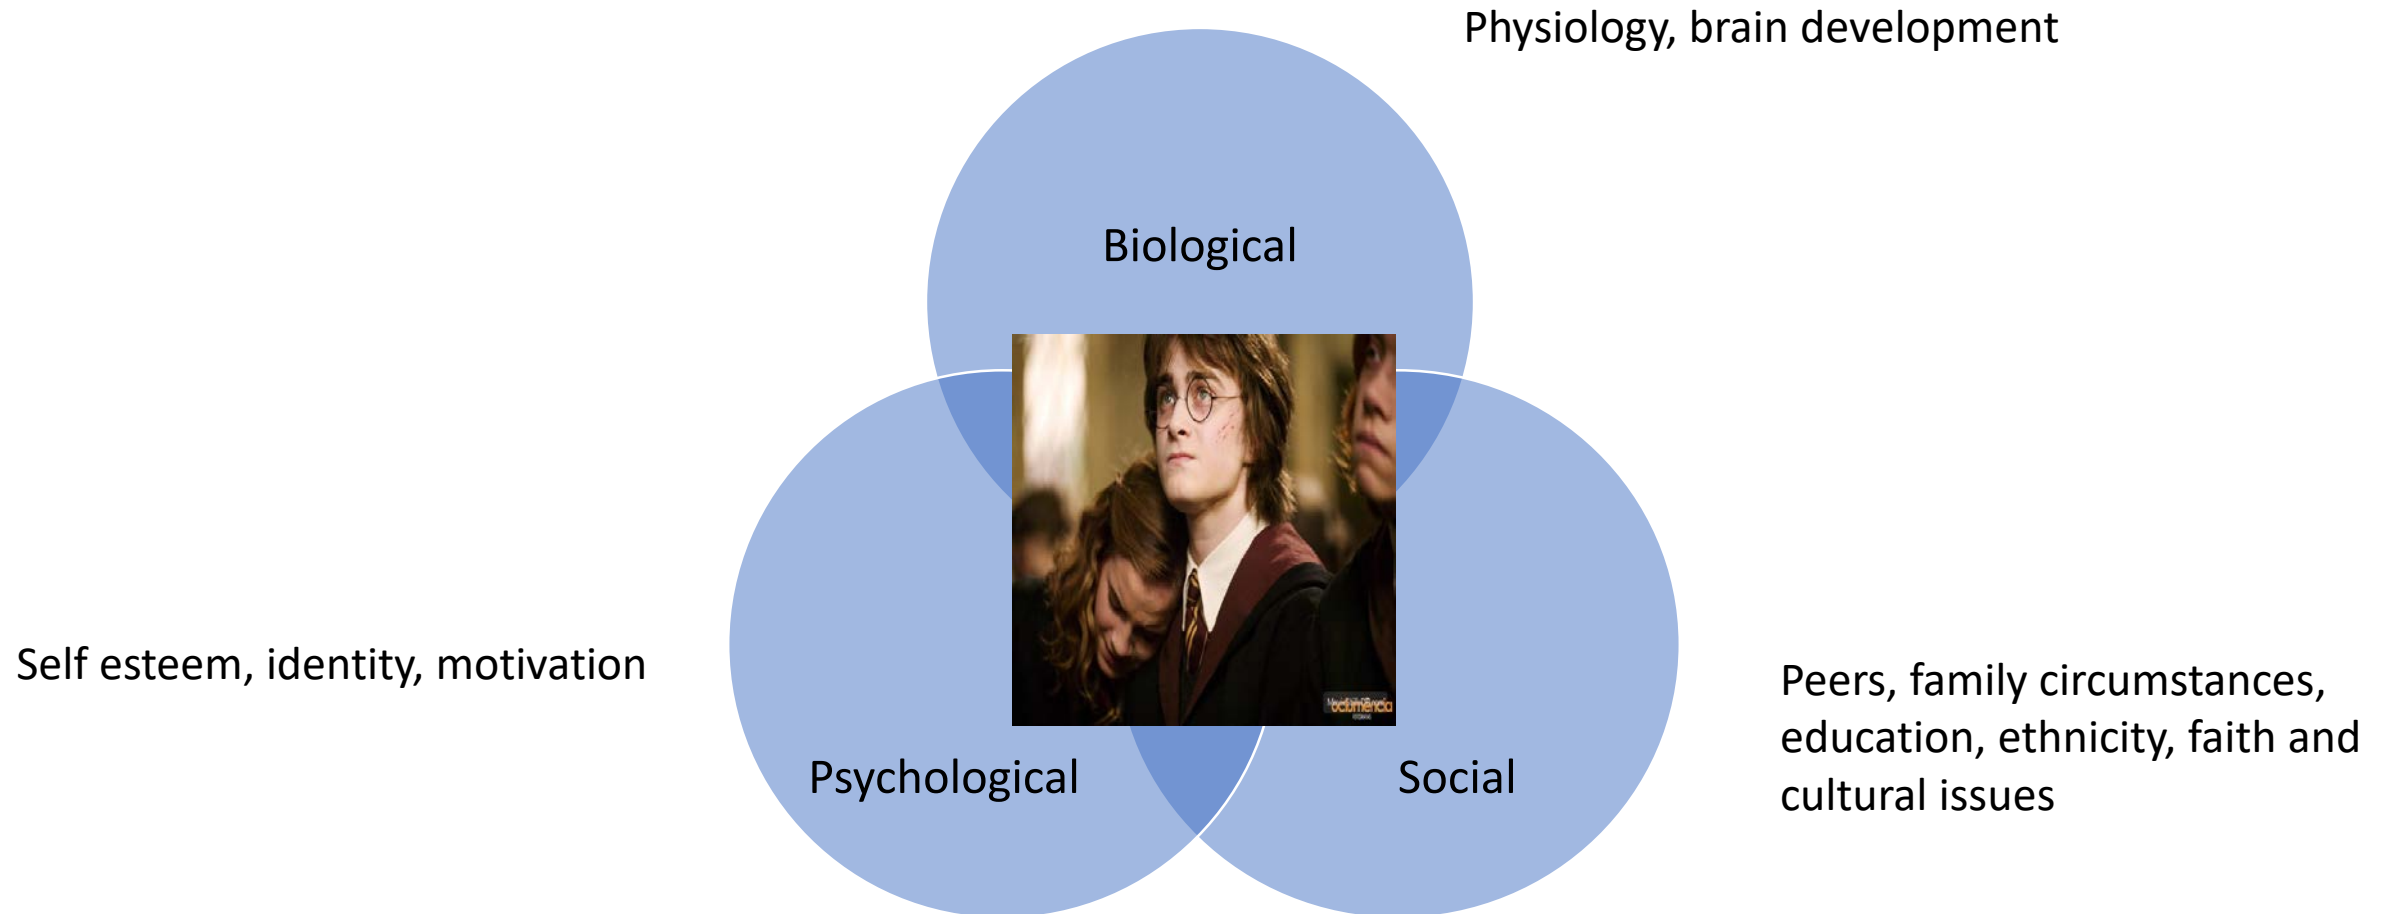 Physiology, brain development
Biological
Self esteem, identity, motivation
Psychological
Social
Peers, family circumstances,
education, ethnicity, faith and
cultural issues